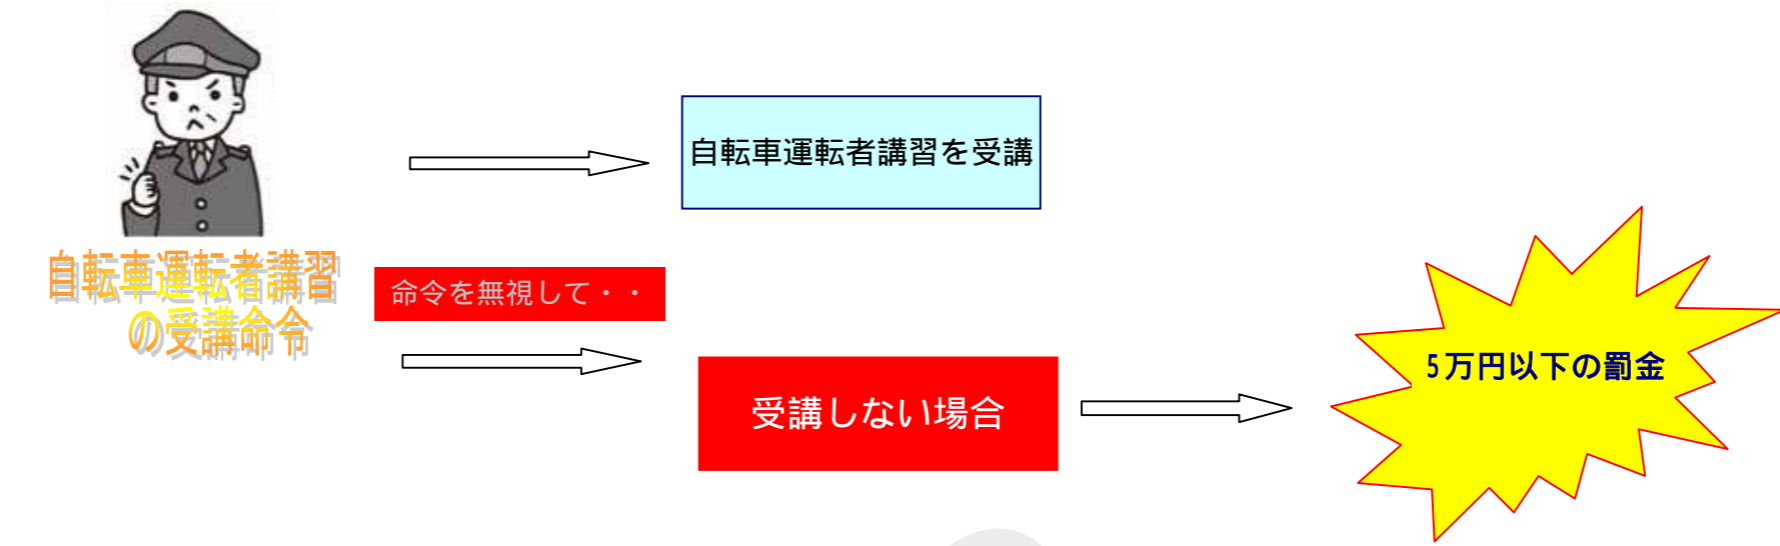 自転車運転者講習を受講
自転車運転者講習
の受講命令
命令を無視して・・
受講しない場合
5万円以下の罰金